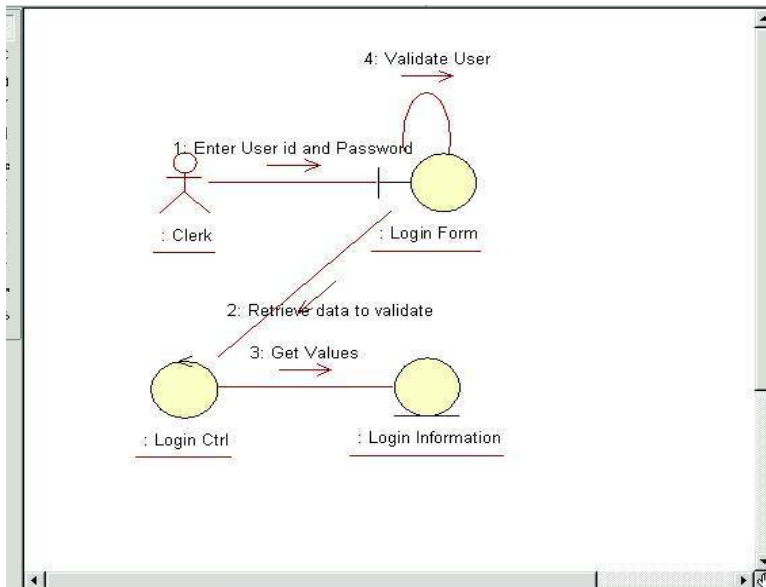 4: Validate User
1: Enter User id and Password
: Clerk
: Login Form
2: Retrieve data to validate
3: Get Values
: Login Ctrl
: Login Information